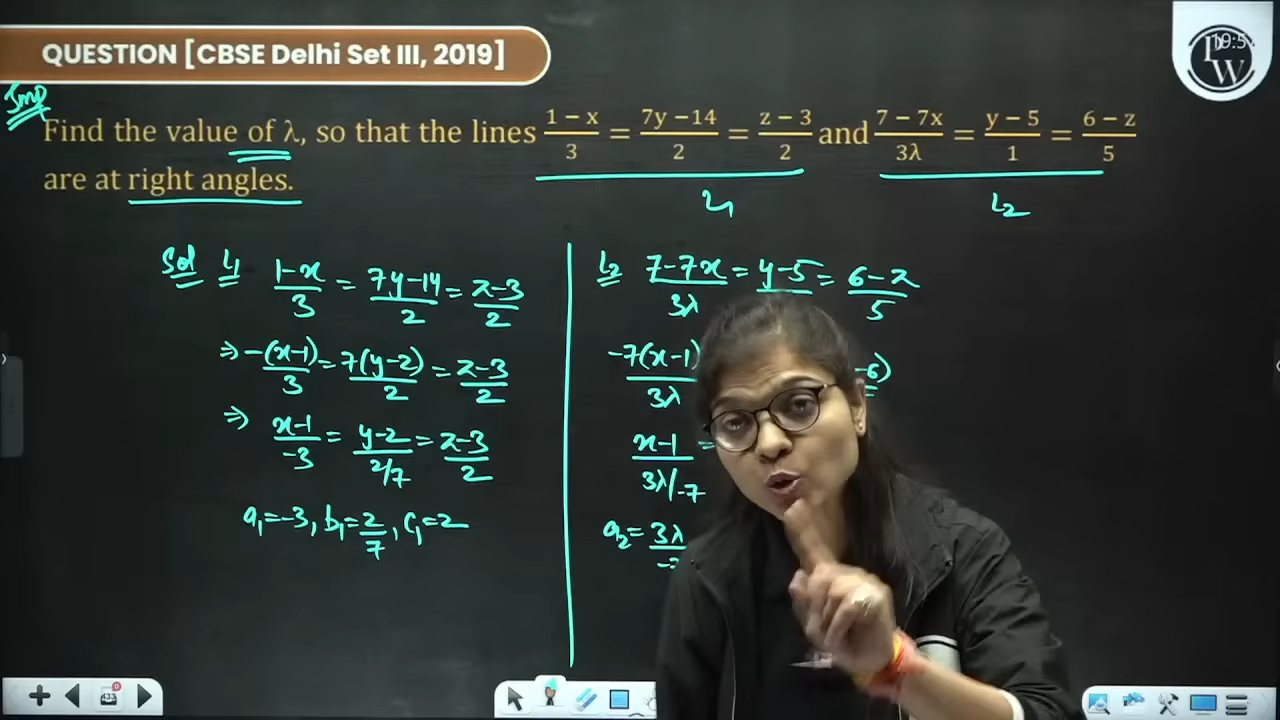 QUESTION [CBSE Delhi Set III, 2019]
Imp
Find the value of λ, so that the lines (1 − x)/3 = (7y − 14)/2 = (z − 3)/2 and (7 − 7x)/3λ = (y − 5)/1 = (6 − z)/5
are at right angles.
L1
L2
Sol L1 (1-x)/3 = (7y-14)/2 = (z-3)/2
⇒ -(x-1)/3 = 7(y-2)/2 = (z-3)/2
⇒ (x-1)/-3 = (y-2)/(2/7) = (z-3)/2
a₁=-3, b₁=2/7, c₁=2
L2 (7-7x)/3λ = y-5 = (6-z)/5
-7(x-1)/3λ -6)
(x-1)/(3λ/-7) =
a₂= 3λ
W